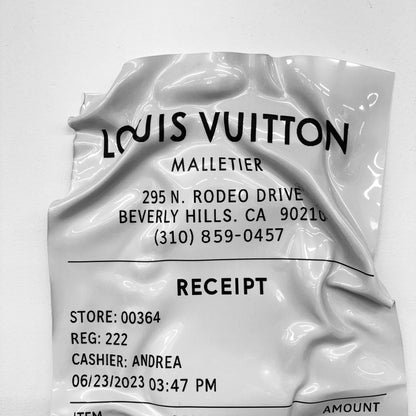 LOUIS VUITTON
MALLETIER
295 N. RODEO DRIVE
BEVERLY HILLS. CA 90210
(310) 859-0457
RECEIPT
STORE: 00364
REG: 222
CASHIER: ANDREA
06/23/2023 03:47 PM
ITEM AMOUNT